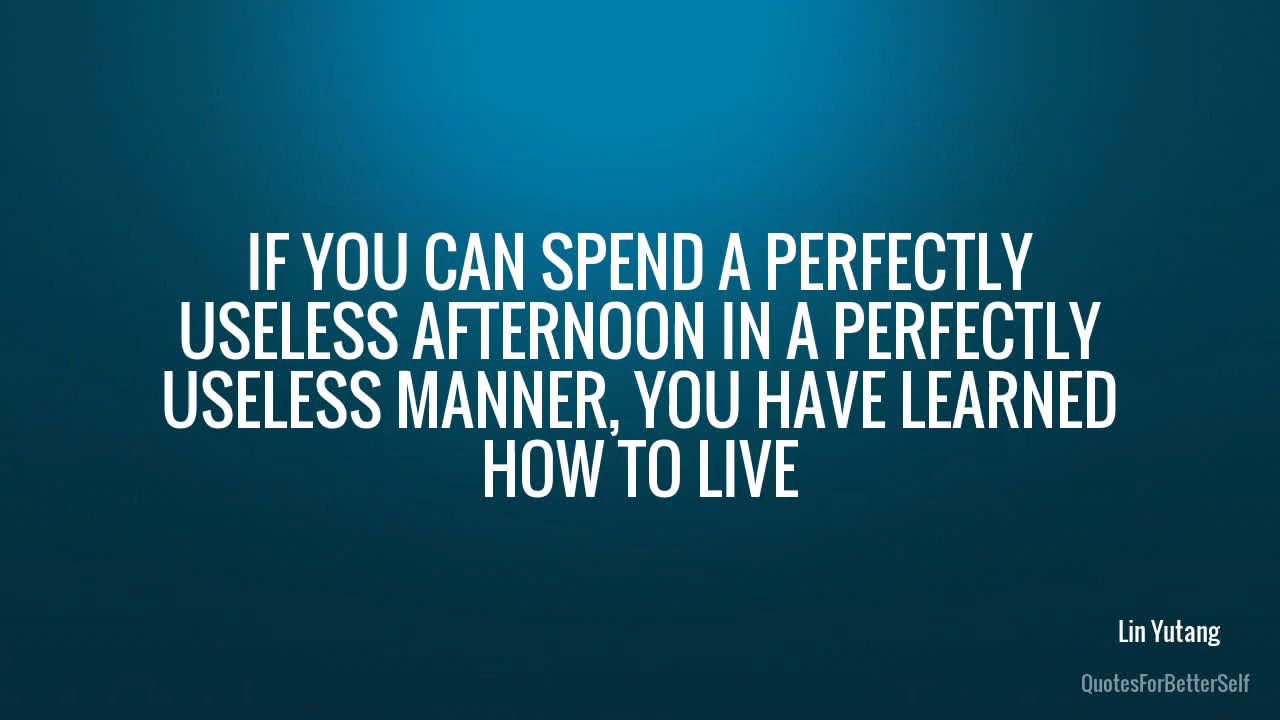 IF YOU CAN SPEND A PERFECTLY
USELESS AFTERNOON IN A PERFECTLY
USELESS MANNER, YOU HAVE LEARNED
HOW TO LIVE
Lin Yutang
QuotesForBetterSelf